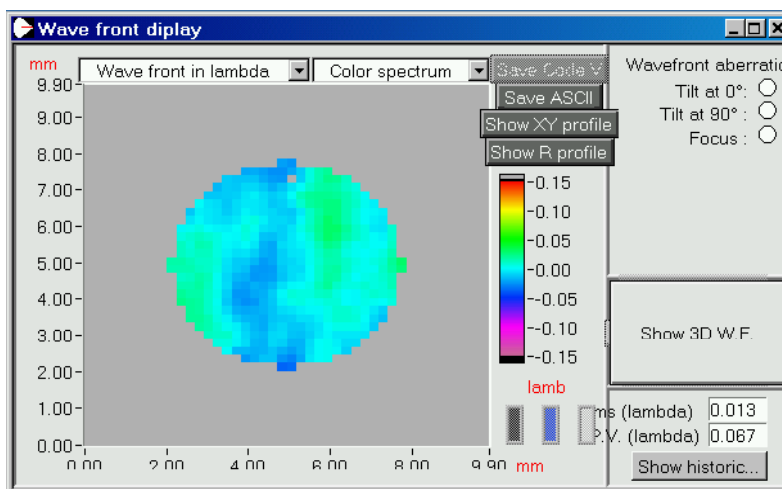 Wave front diplay
mm
Wave front in lambda
Color spectrum
Save Code V
Save ASCII
Show XY profile
Show R profile
Wavefront aberratio
Tilt at 0°:
Tilt at 90° :
Focus :
9.90
9.00
8.00
7.00
6.00
5.00
4.00
3.00
2.00
1.00
0.00
0.00 2.00 4.00 6.00 8.00 9.90 mm
-0.15
-0.10
-0.05
-0.00
-0.05
-0.10
-0.15
lamb
Show 3D W.F.
ms (lambda) 0.013
P.V. (lambda) 0.067
Show historic...